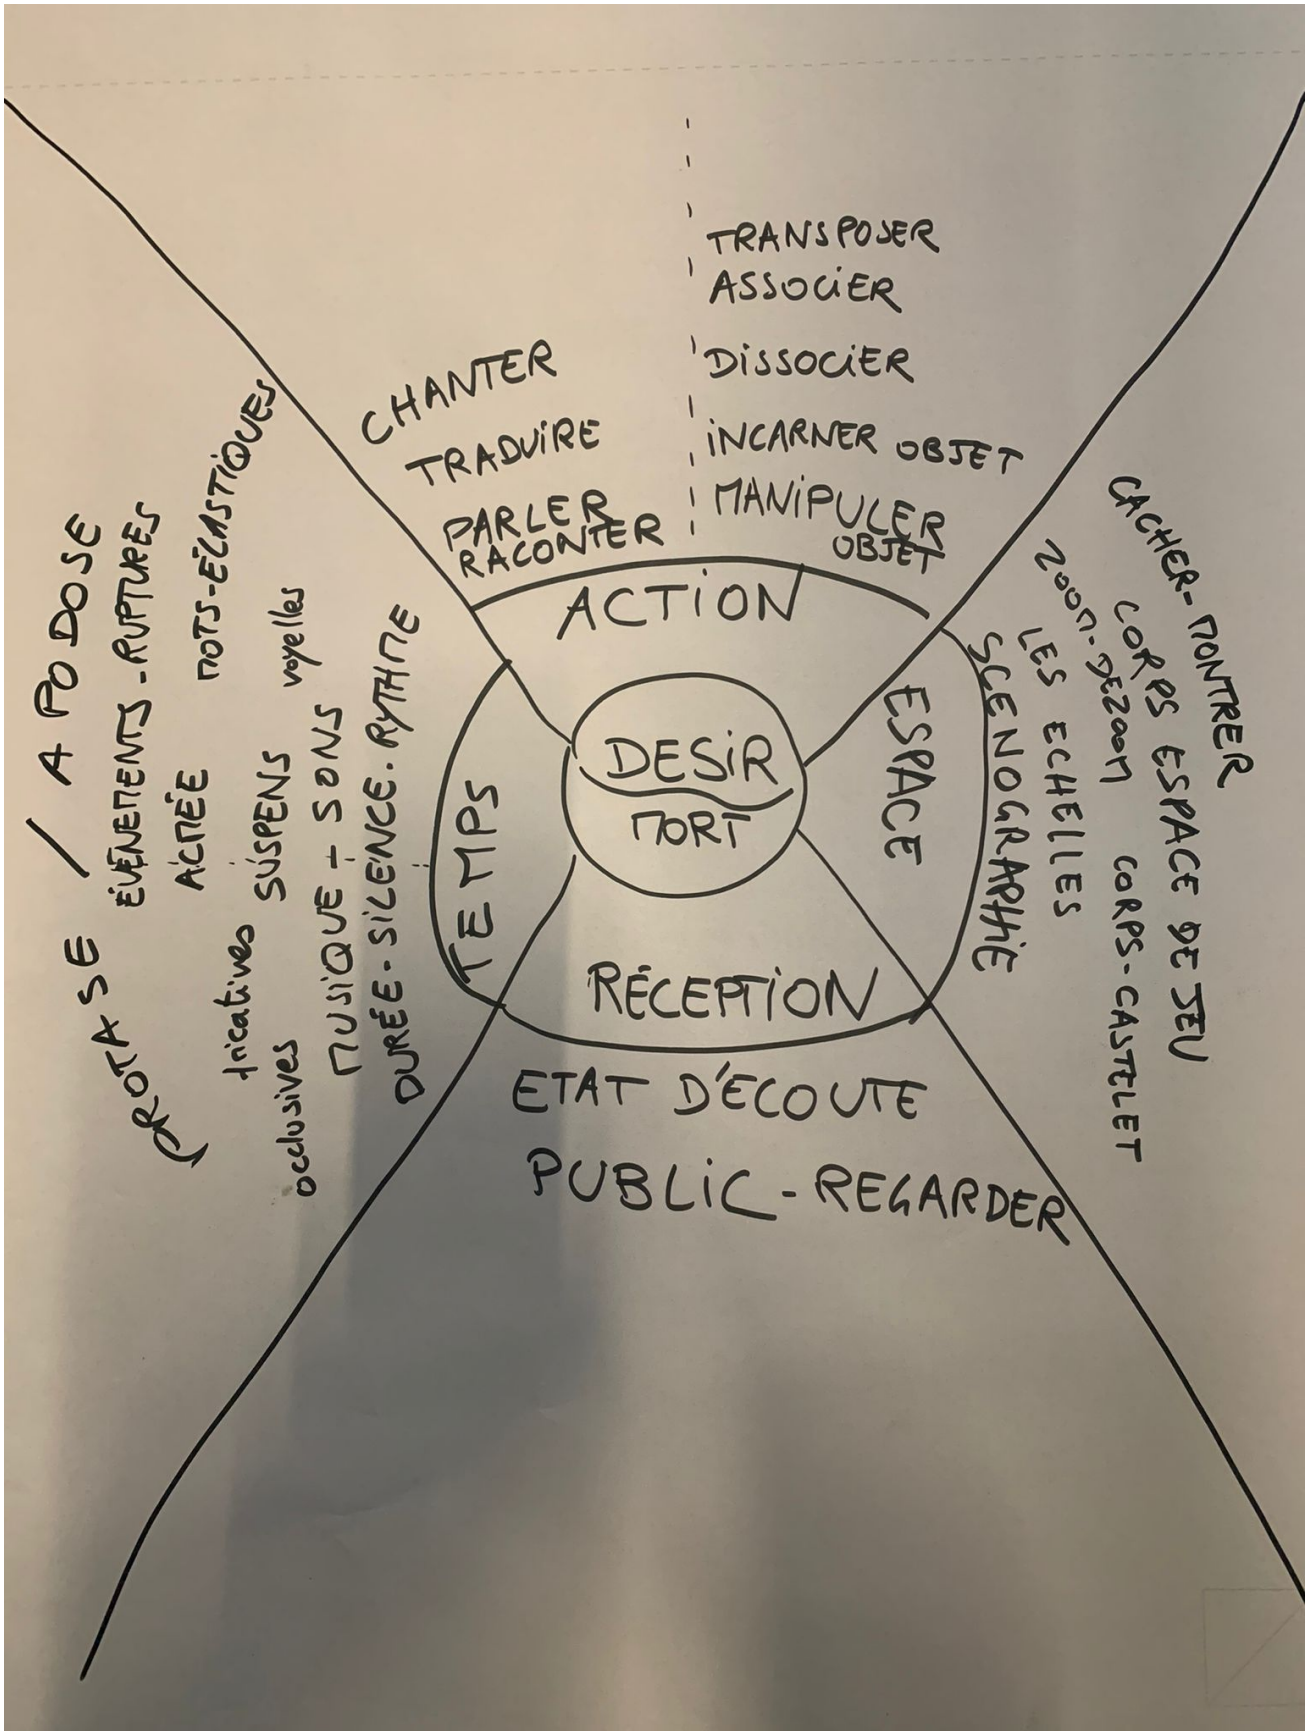 TRANSPOSER
ASSOCIER
DISSOCIER
INCARNER OBJET
MANIPULER
OBJET
CHANTER
TRADUIRE
PARLER
RACONTER
ACTION
DESIR
MORT
ESPACE
SCENOGRAPHIE
LES ECHELLES
ZOOM-DEZOOM CORPS-CASTELET
CORPS ESPACE DE JEU
CACHER-MONTRER
RÉCEPTION
ETAT D'ÉCOUTE
PUBLIC-REGARDER
PROTASE / APODOSE
ÉVÉNEMENTS-RUPTURES
ACMÉE
MOTS-ÉLASTIQUES
fricatives
SUSPENS
occlusives
voyelles
MUSIQUE - SONS
DURÉE-SILENCE.RYTHME
TEMPS